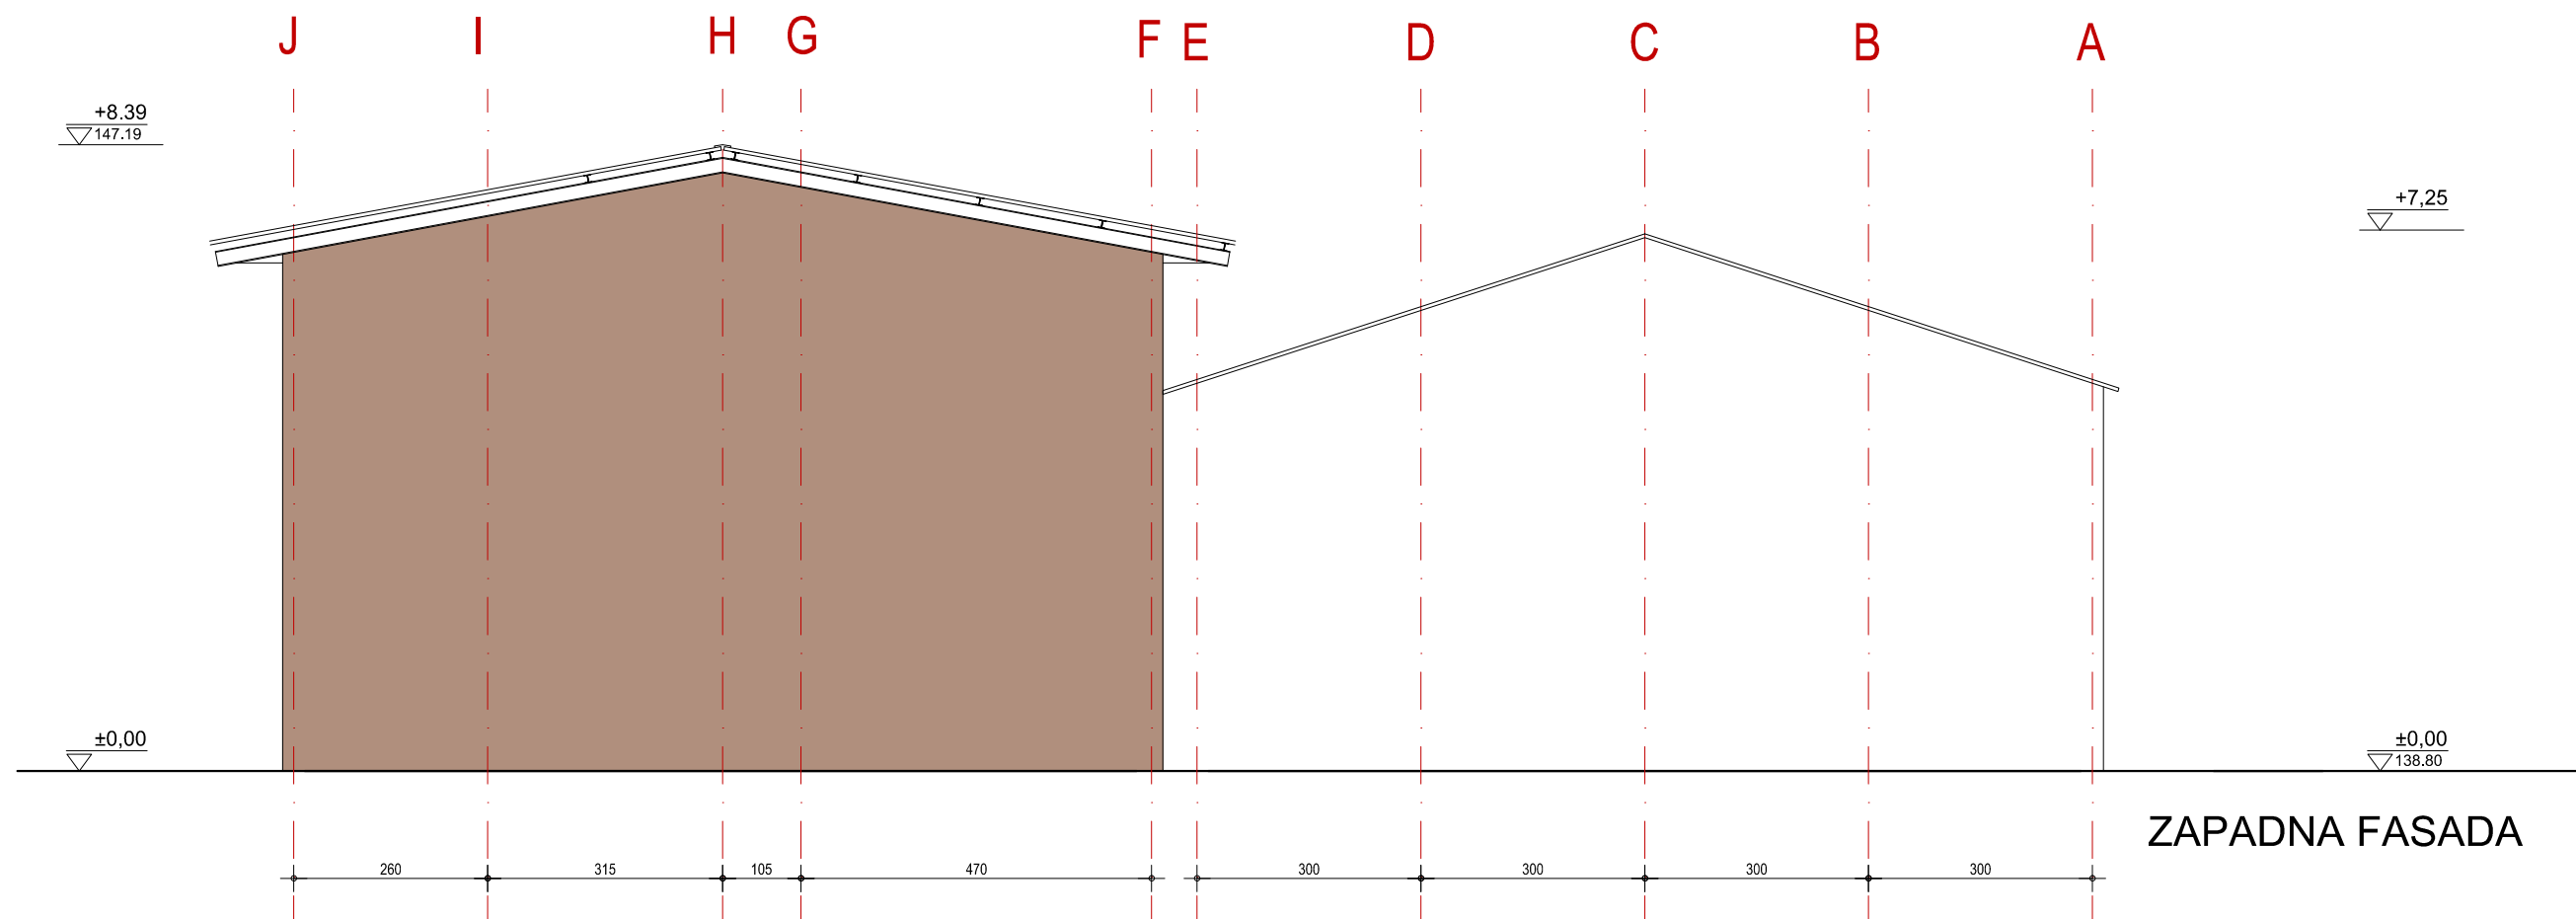 J I H G F E D C B A
+8.39
147.19
+7,25
±0,00
±0,00
138.80
ZAPADNA FASADA
260 315 105 470 300 300 300 300